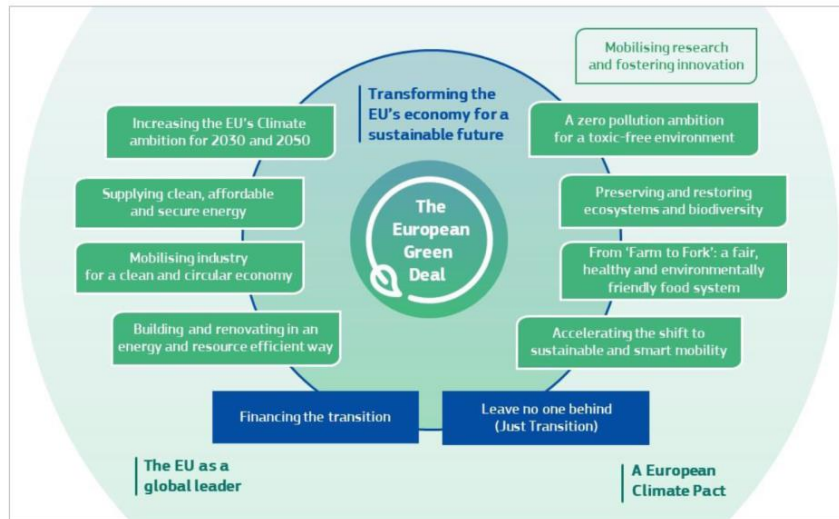 Mobilising research
and fostering innovation
Transforming the
EU's economy for a
sustainable future
Increasing the EU's Climate
ambition for 2030 and 2050
A zero pollution ambition
for a toxic-free environment
Supplying clean, affordable
and secure energy
Preserving and restoring
ecosystems and biodiversity
The
European
Green
Deal
Mobilising industry
for a clean and circular economy
From 'Farm to Fork': a fair,
healthy and environmentally
friendly food system
Building and renovating in an
energy and resource efficient way
Accelerating the shift to
sustainable and smart mobility
Financing the transition
Leave no one behind
(Just Transition)
The EU as a
global leader
A European
Climate Pact